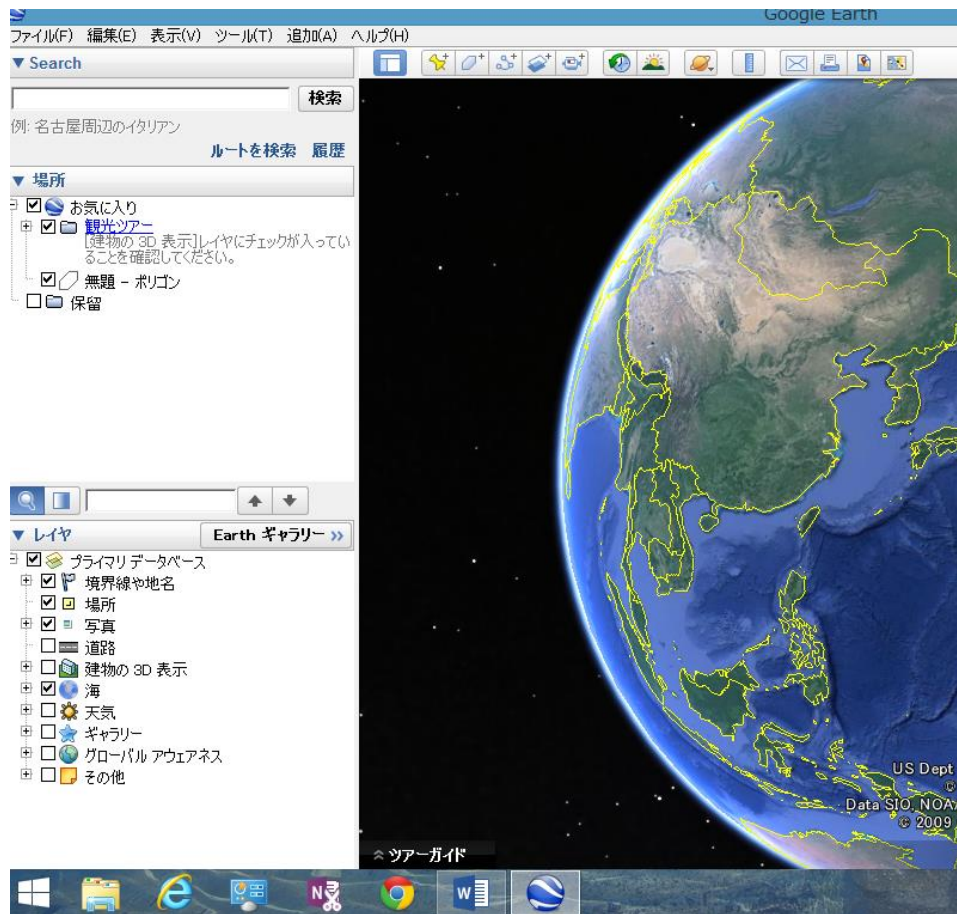 Google Earth
ファイル(F) 編集(E) 表示(V) ツール(T) 追加(A) ヘルプ(H)
▼ Search
検索
例: 名古屋周辺のイタリアン
ルートを検索 履歴
▼ 場所
お気に入り
観光ツアー
[建物の 3D 表示]レイヤにチェックが入ってい
ることを確認してください。
無題 - ポリゴン
保留
▼ レイヤ
Earth ギャラリー >>
プライマリ データベース
境界線や地名
場所
写真
道路
建物の 3D 表示
海
天気
ギャラリー
グローバル アウェアネス
その他
US Dept
©
Data SIO, NOA
© 2009
ツアーガイド